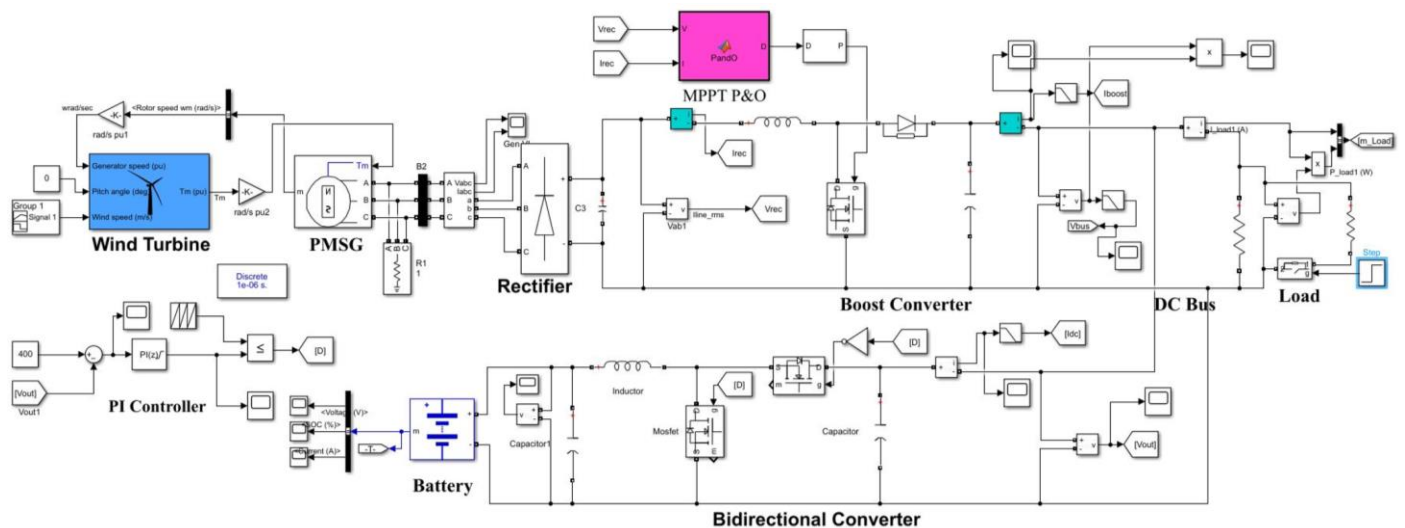 Vrec
Irec
V
I
PandO
D
D
P
MPPT P&O
wrad/sec
-K-
rad/s pu1
<Rotor speed wm (rad/s)>
Iboost
x
Generator speed (pu)
0
Pitch angle (deg)
Tm (pu)
Group 1
Signal 1
Wind speed (m/s)
Tm
-K-
rad/s pu2
Wind Turbine
Tm
m
N
S
A
B
C
PMSG
B2
A
B
C
Vabc
Iabc
a
b
c
A
B
C
R1
1
A
B
C
+
-
Rectifier
C3
Irec
+
-
v
Vab1
Iline_rms
Vrec
g
D
S
m
Boost Converter
+
-
v
Vbus
I_load1 (A)
x
P_load1 (W)
[m_Load]
+
-
v
DC Bus
Load
Step
Discrete
1e-06 s.
400
[Vout]
Vout1
PI(z)
≤
[D]
PI Controller
<Voltage (V)>
<SOC (%)>
<Current (A)>
-T-
m
+
-
Battery
v
+
-
Capacitor1
Inductor
[D]
Mosfet
g
D
S
m
S
D
m
g
[D]
Capacitor
+
-
i
[Idc]
+
-
v
[Vout]
Bidirectional Converter